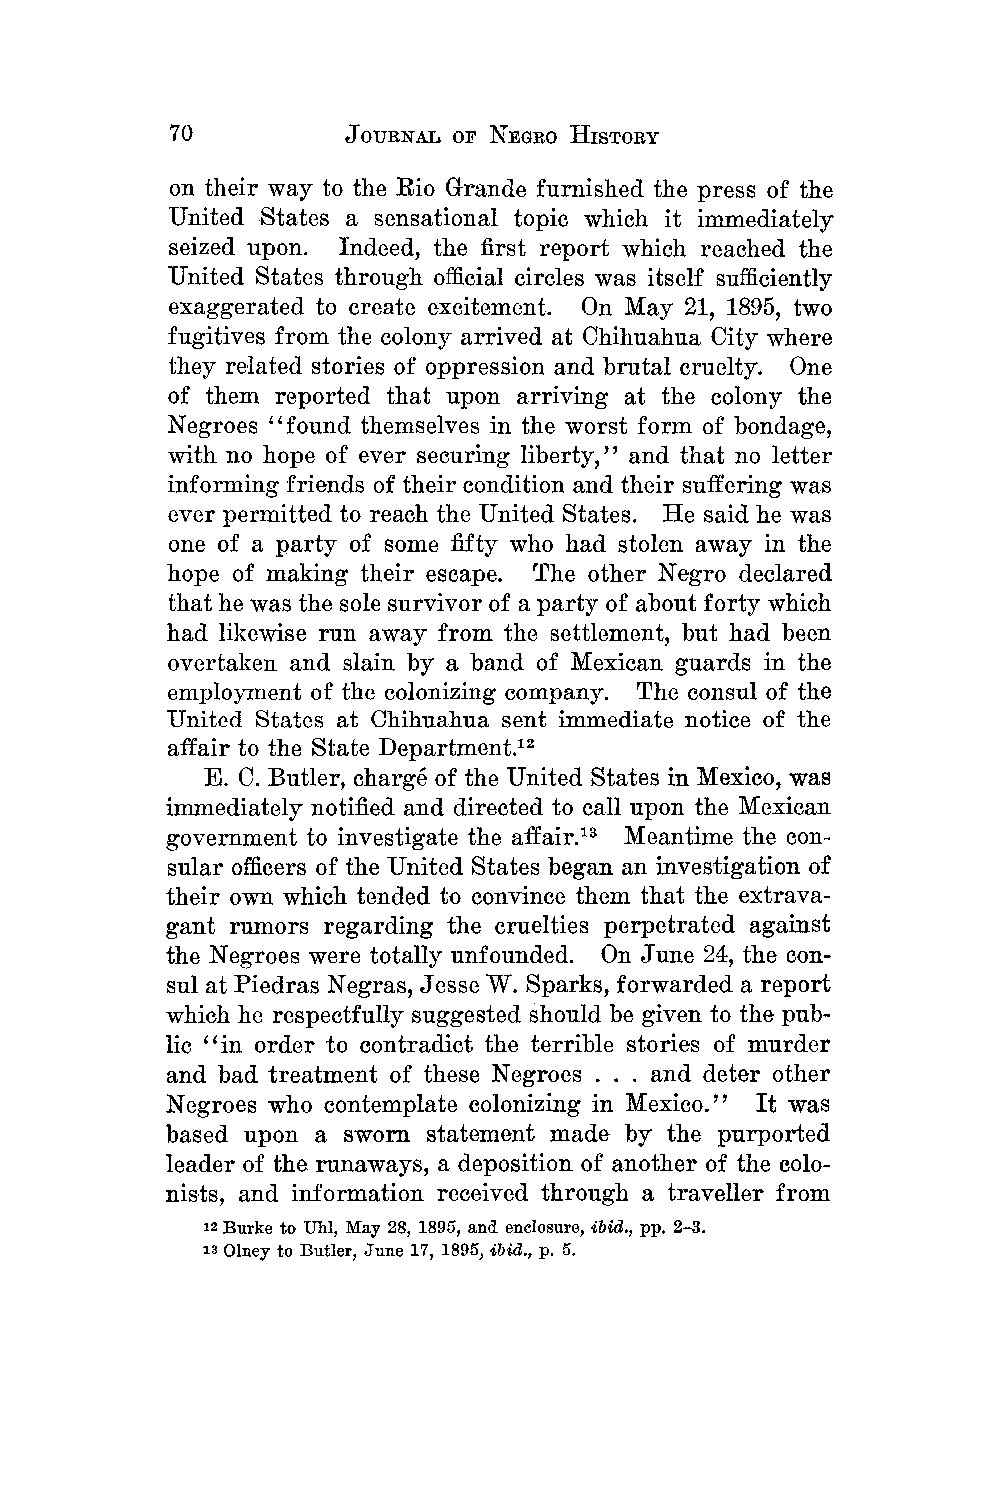 70 JOURNAL OF NEGRO HISTORY
on their way to the Rio Grande furnished the press of the
United States a sensational topic which it immediately
seized upon. Indeed, the first report which reached the
United States through official circles was itself sufficiently
exaggerated to create excitement. On May 21, 1895, two
fugitives from the colony arrived at Chihuahua City where
they related stories of oppression and brutal cruelty. One
of them reported that upon arriving at the colony the
Negroes ‘‘found themselves in the worst form of bondage,
with no hope of ever securing liberty,’’ and that no letter
informing friends of their condition and their suffering was
ever permitted to reach the United States. He said he was
one of a party of some fifty who had stolen away in the
hope of making their escape. The other Negro declared
that he was the sole survivor of a party of about forty which
had likewise run away from the settlement, but had been
overtaken and slain by a band of Mexican guards in the
employment of the colonizing company. The consul of the
United States at Chihuahua sent immediate notice of the
affair to the State Department.¹²
E. C. Butler, chargé of the United States in Mexico, was
immediately notified and directed to call upon the Mexican
government to investigate the affair.¹³ Meantime the con-
sular officers of the United States began an investigation of
their own which tended to convince them that the extrava-
gant rumors regarding the cruelties perpetrated against
the Negroes were totally unfounded. On June 24, the con-
sul at Piedras Negras, Jesse W. Sparks, forwarded a report
which he respectfully suggested should be given to the pub-
lic ‘‘in order to contradict the terrible stories of murder
and bad treatment of these Negroes . . . and deter other
Negroes who contemplate colonizing in Mexico.’’ It was
based upon a sworn statement made by the purported
leader of the runaways, a deposition of another of the colo-
nists, and information received through a traveller from
¹² Burke to Uhl, May 28, 1895, and enclosure, ibid., pp. 2–3.
¹³ Olney to Butler, June 17, 1895, ibid., p. 5.